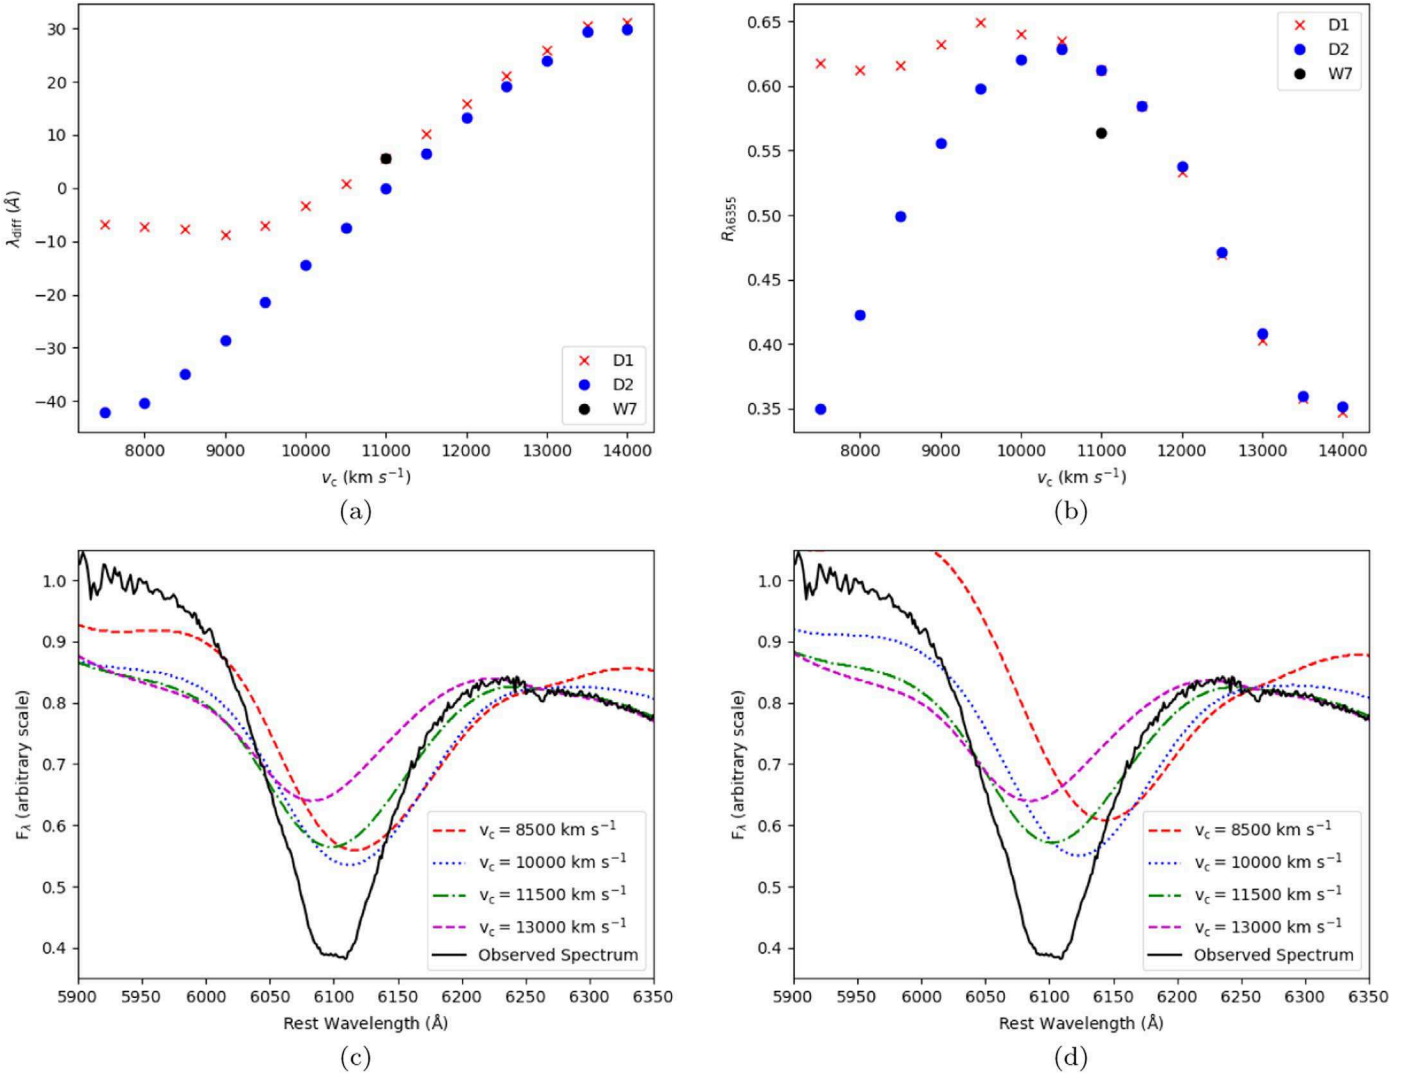 30
20
10
0
−10
−20
−30
−40
λdiff (Å)
D1
D2
W7
8000 9000 10000 11000 12000 13000 14000
vc (km s−1)
(a)
0.65
0.60
0.55
0.50
0.45
0.40
0.35
Rλ6355
D1
D2
W7
8000 9000 10000 11000 12000 13000 14000
vc (km s−1)
(b)
1.0
0.9
0.8
0.7
0.6
0.5
0.4
Fλ (arbitrary scale)
vc = 8500 km s−1
vc = 10000 km s−1
vc = 11500 km s−1
vc = 13000 km s−1
Observed Spectrum
5900 5950 6000 6050 6100 6150 6200 6250 6300 6350
Rest Wavelength (Å)
(c)
1.0
0.9
0.8
0.7
0.6
0.5
0.4
Fλ (arbitrary scale)
vc = 8500 km s−1
vc = 10000 km s−1
vc = 11500 km s−1
vc = 13000 km s−1
Observed Spectrum
5900 5950 6000 6050 6100 6150 6200 6250 6300 6350
Rest Wavelength (Å)
(d)